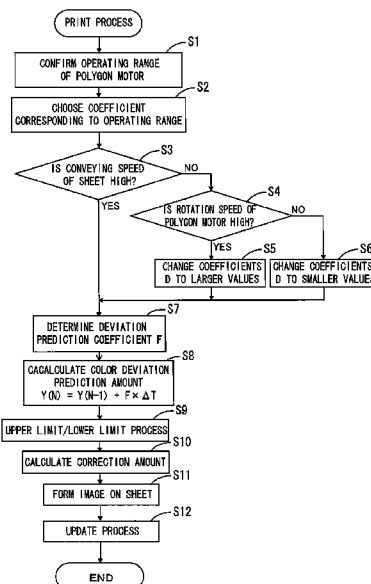 PRINT PROCESS
S1
CONFIRM OPERATING RANGE
OF POLYGON MOTOR
S2
CHOOSE COEFFICIENT
CORRESPONDING TO OPERATING RANGE
S3
IS CONVEYING SPEED
OF SHEET HIGH?
NO
YES
S4
IS ROTATION SPEED OF
POLYGON MOTOR HIGH?
NO
YES
S5
CHANGE COEFFICIENTS
D TO LARGER VALUES
S6
CHANGE COEFFICIENTS
D TO SMALLER VALUES
S7
DETERMINE DEVIATION
PREDICTION COEFFICIENT F
S8
CACALCULATE COLOR DEVIATION
PREDICTION AMOUNT
Y(N) = Y(N-1) + F× ΔT
S9
UPPER LIMIT/LOWER LIMIT PROCESS
S10
CALCULATE CORRECTION AMOUNT
S11
FORM IMAGE ON SHEET
S12
UPDATE PROCESS
END